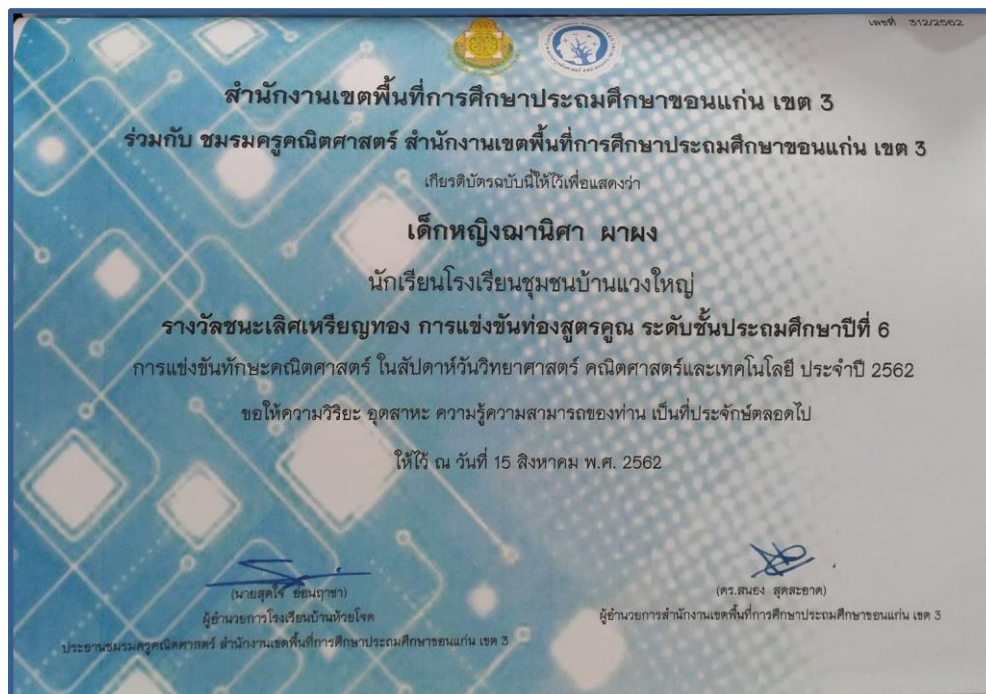 เลขที่ 312/2562
สำนักงานเขตพื้นที่การศึกษาประถมศึกษาขอนแก่น เขต 3
ร่วมกับ ชมรมครูคณิตศาสตร์ สำนักงานเขตพื้นที่การศึกษาประถมศึกษาขอนแก่น เขต 3
เกียรติบัตรฉบับนี้ให้ไว้เพื่อแสดงว่า
เด็กหญิงฌานิศา ผาผง
นักเรียนโรงเรียนชุมชนบ้านแวงใหญ่
รางวัลชนะเลิศเหรียญทอง การแข่งขันท่องสูตรคูณ ระดับชั้นประถมศึกษาปีที่ 6
การแข่งขันทักษะคณิตศาสตร์ ในสัปดาห์วันวิทยาศาสตร์ คณิตศาสตร์และเทคโนโลยี ประจำปี 2562
ขอให้ความวิริยะ อุตสาหะ ความรู้ความสามารถของท่าน เป็นที่ประจักษ์ตลอดไป
ให้ไว้ ณ วันที่ 15 สิงหาคม พ.ศ. 2562
(นายสุดใจ อ่อนฤาชา)
ผู้อำนวยการโรงเรียนบ้านห้วยโจด
ประธานชมรมครูคณิตศาสตร์ สำนักงานเขตพื้นที่การศึกษาประถมศึกษาขอนแก่น เขต 3
(ดร.สนอง สุดสะอาด)
ผู้อำนวยการสำนักงานเขตพื้นที่การศึกษาประถมศึกษาขอนแก่น เขต 3